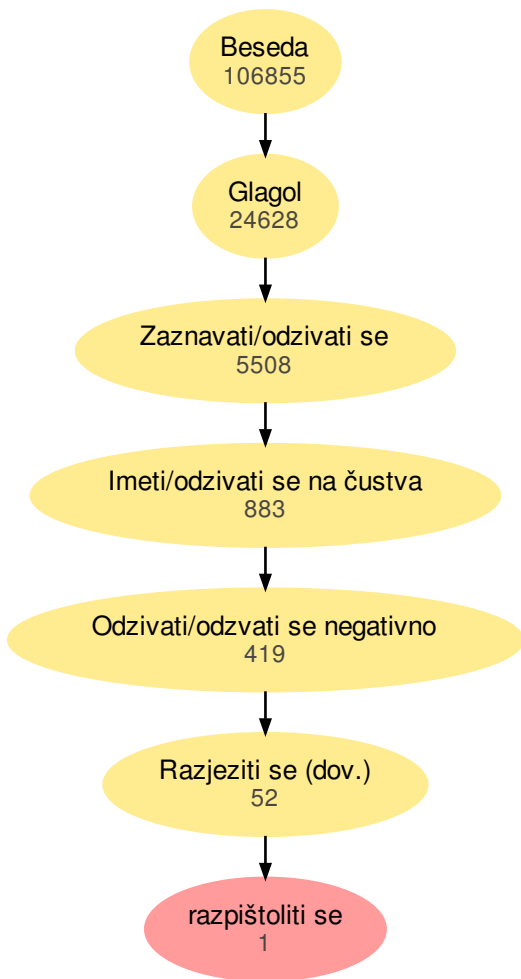 Beseda
106855
Glagol
24628
Zaznavati/odzivati se
5508
Imeti/odzivati se na čustva
883
Odzivati/odzvati se negativno
419
Razjeziti se (dov.)
52
razpištoliti se
1